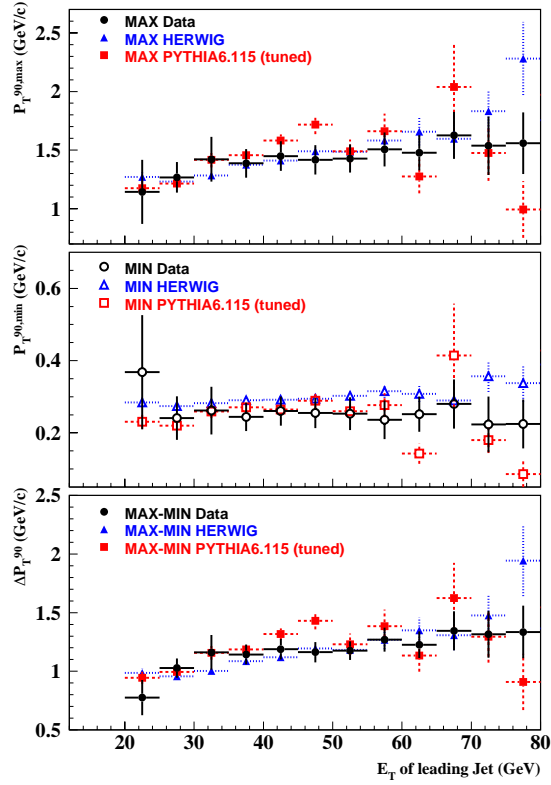 P_T^90,max (GeV/c)
2.5
2
1.5
1
MAX Data
MAX HERWIG
MAX PYTHIA6.115 (tuned)
P_T^90,min (GeV/c)
0.6
0.4
0.2
MIN Data
MIN HERWIG
MIN PYTHIA6.115 (tuned)
ΔP_T^90 (GeV/c)
2.5
2
1.5
1
0.5
MAX-MIN Data
MAX-MIN HERWIG
MAX-MIN PYTHIA6.115 (tuned)
20 30 40 50 60 70 80
E_T of leading Jet (GeV)